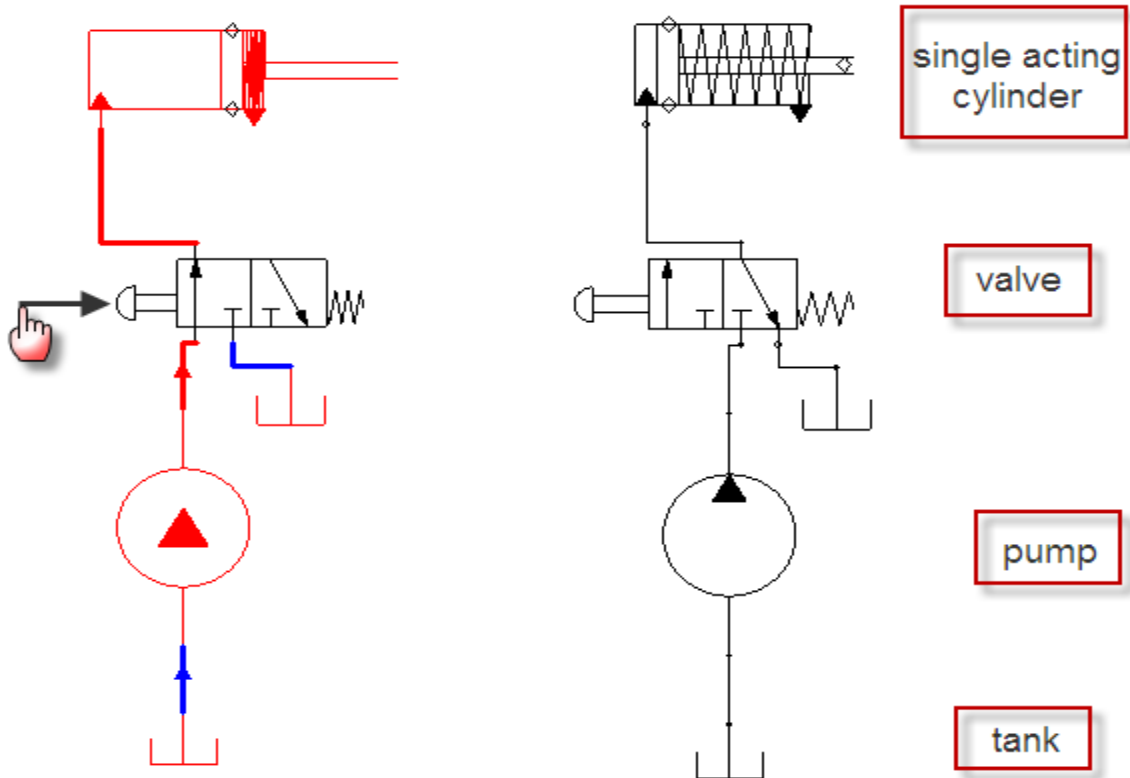 single acting
cylinder
valve
pump
tank